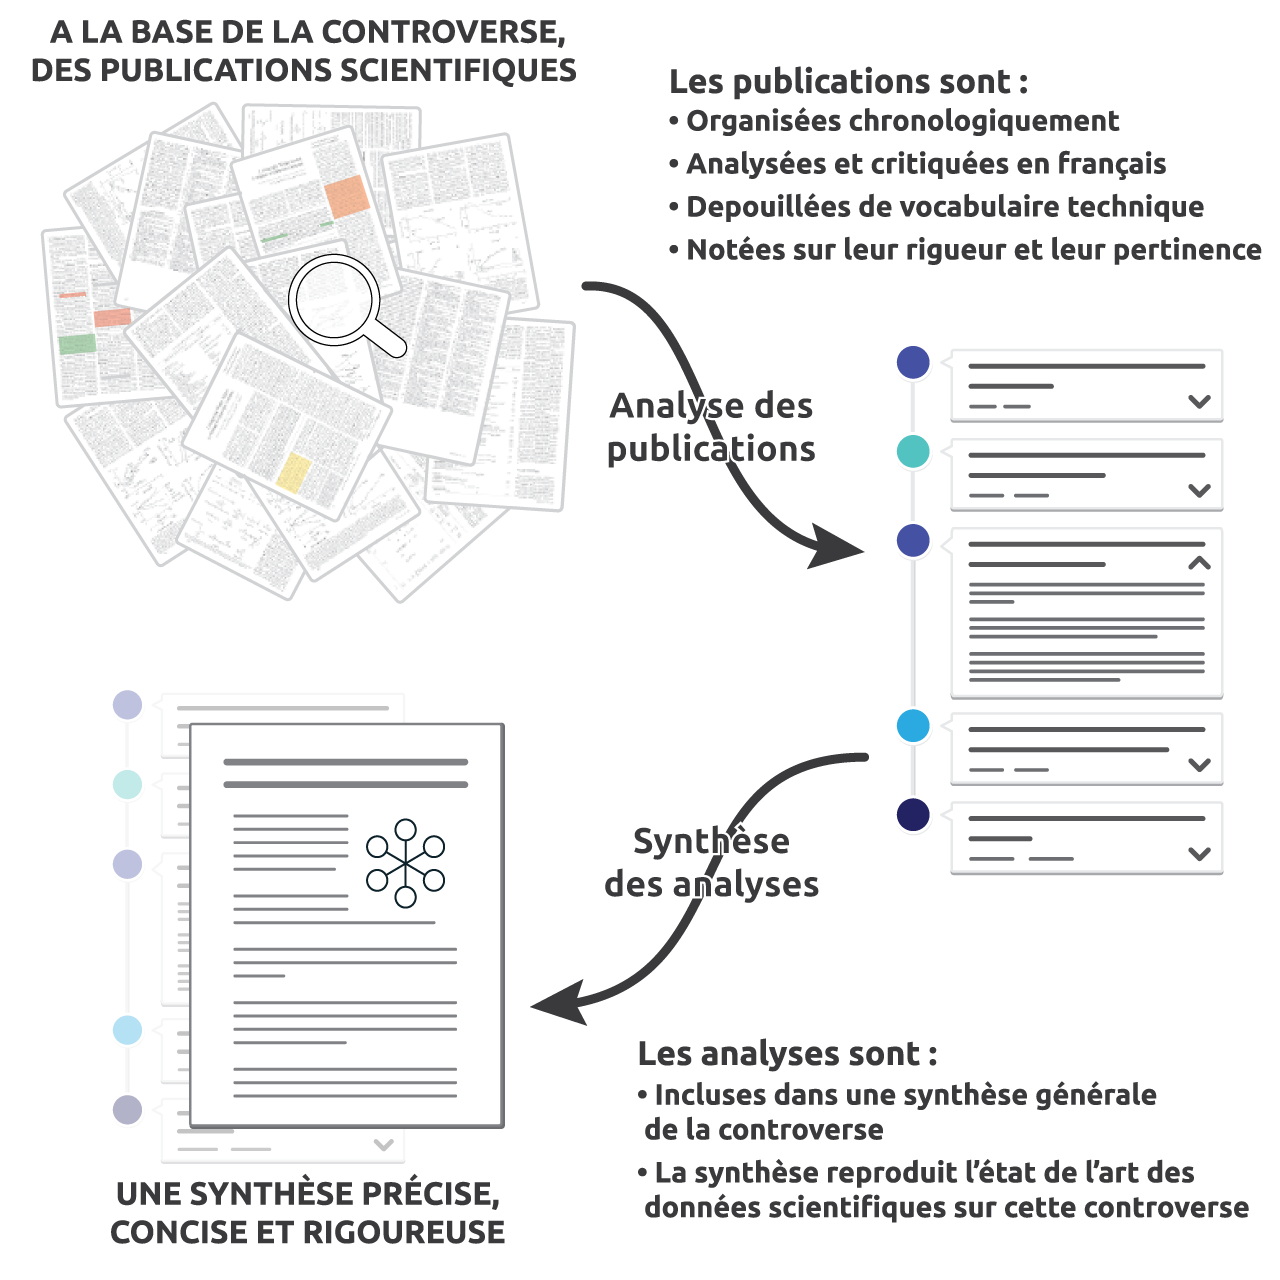 A LA BASE DE LA CONTROVERSE,
DES PUBLICATIONS SCIENTIFIQUES
Les publications sont :
• Organisées chronologiquement
• Analysées et critiquées en français
• Depouillées de vocabulaire technique
• Notées sur leur rigueur et leur pertinence
Analyse des
publications
Synthèse
des analyses
Les analyses sont :
• Incluses dans une synthèse générale
de la controverse
• La synthèse reproduit l’état de l’art des
données scientifiques sur cette controverse
UNE SYNTHÈSE PRÉCISE,
CONCISE ET RIGOUREUSE